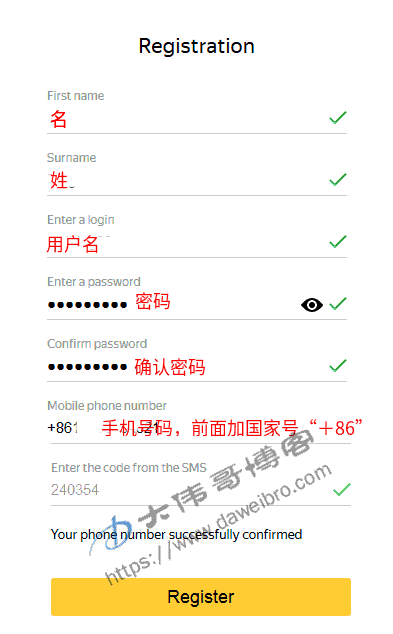 Registration
First name
名
Surname
姓
Enter a login
用户名
Enter a password
●●●●●●●●● 密码
Confirm password
●●●●●●●●● 确认密码
Mobile phone number
+861 521 手机号码，前面加国家号“＋86”
Enter the code from the SMS
240354
Your phone number successfully confirmed
大伟哥博客
https://www.daweibro.com
Register